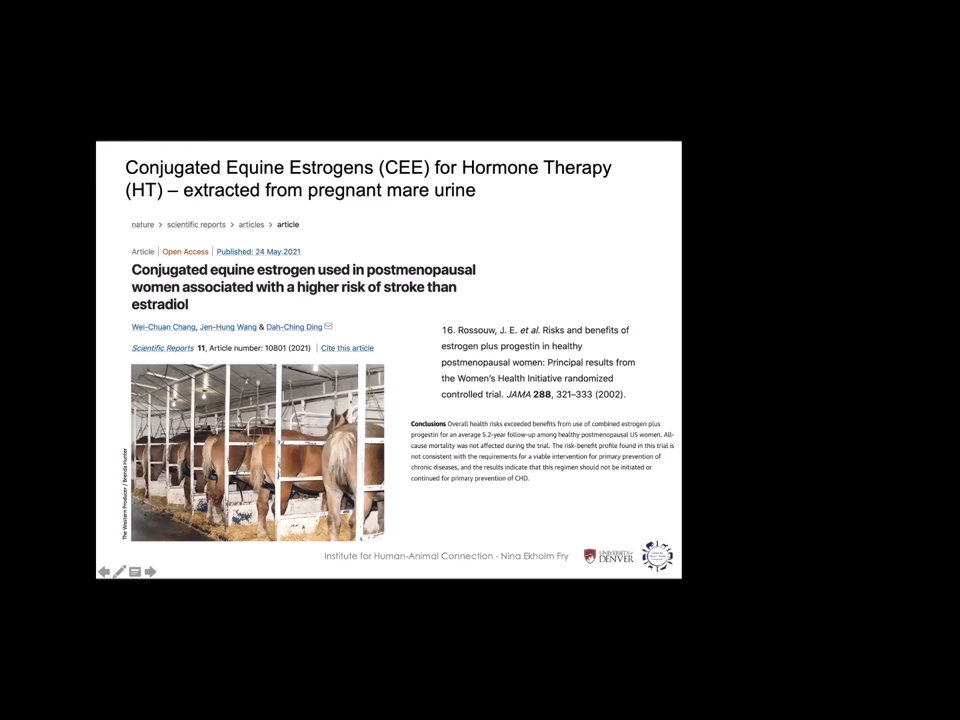 Conjugated Equine Estrogens (CEE) for Hormone Therapy
(HT) – extracted from pregnant mare urine
nature > scientific reports > articles > article
Article | Open Access | Published: 24 May 2021
Conjugated equine estrogen used in postmenopausal
women associated with a higher risk of stroke than
estradiol
Wei-Chuan Chang, Jen-Hung Wang & Dah-Ching Ding
Scientific Reports 11, Article number: 10801 (2021) | Cite this article
16. Rossouw, J. E. et al. Risks and benefits of
estrogen plus progestin in healthy
postmenopausal women: Principal results from
the Women's Health Initiative randomized
controlled trial. JAMA 288, 321–333 (2002).
Conclusions Overall health risks exceeded benefits from use of combined estrogen plus
progestin for an average 5.2-year follow-up among healthy postmenopausal US women. All-
cause mortality was not affected during the trial. The risk-benefit profile found in this trial is
not consistent with the requirements for a viable intervention for primary prevention of
chronic diseases, and the results indicate that this regimen should not be initiated or
continued for primary prevention of CHD.
The Western Producer / Brenda Hunter
Institute for Human-Animal Connection - Nina Ekholm Fry
UNIVERSITY OF
DENVER